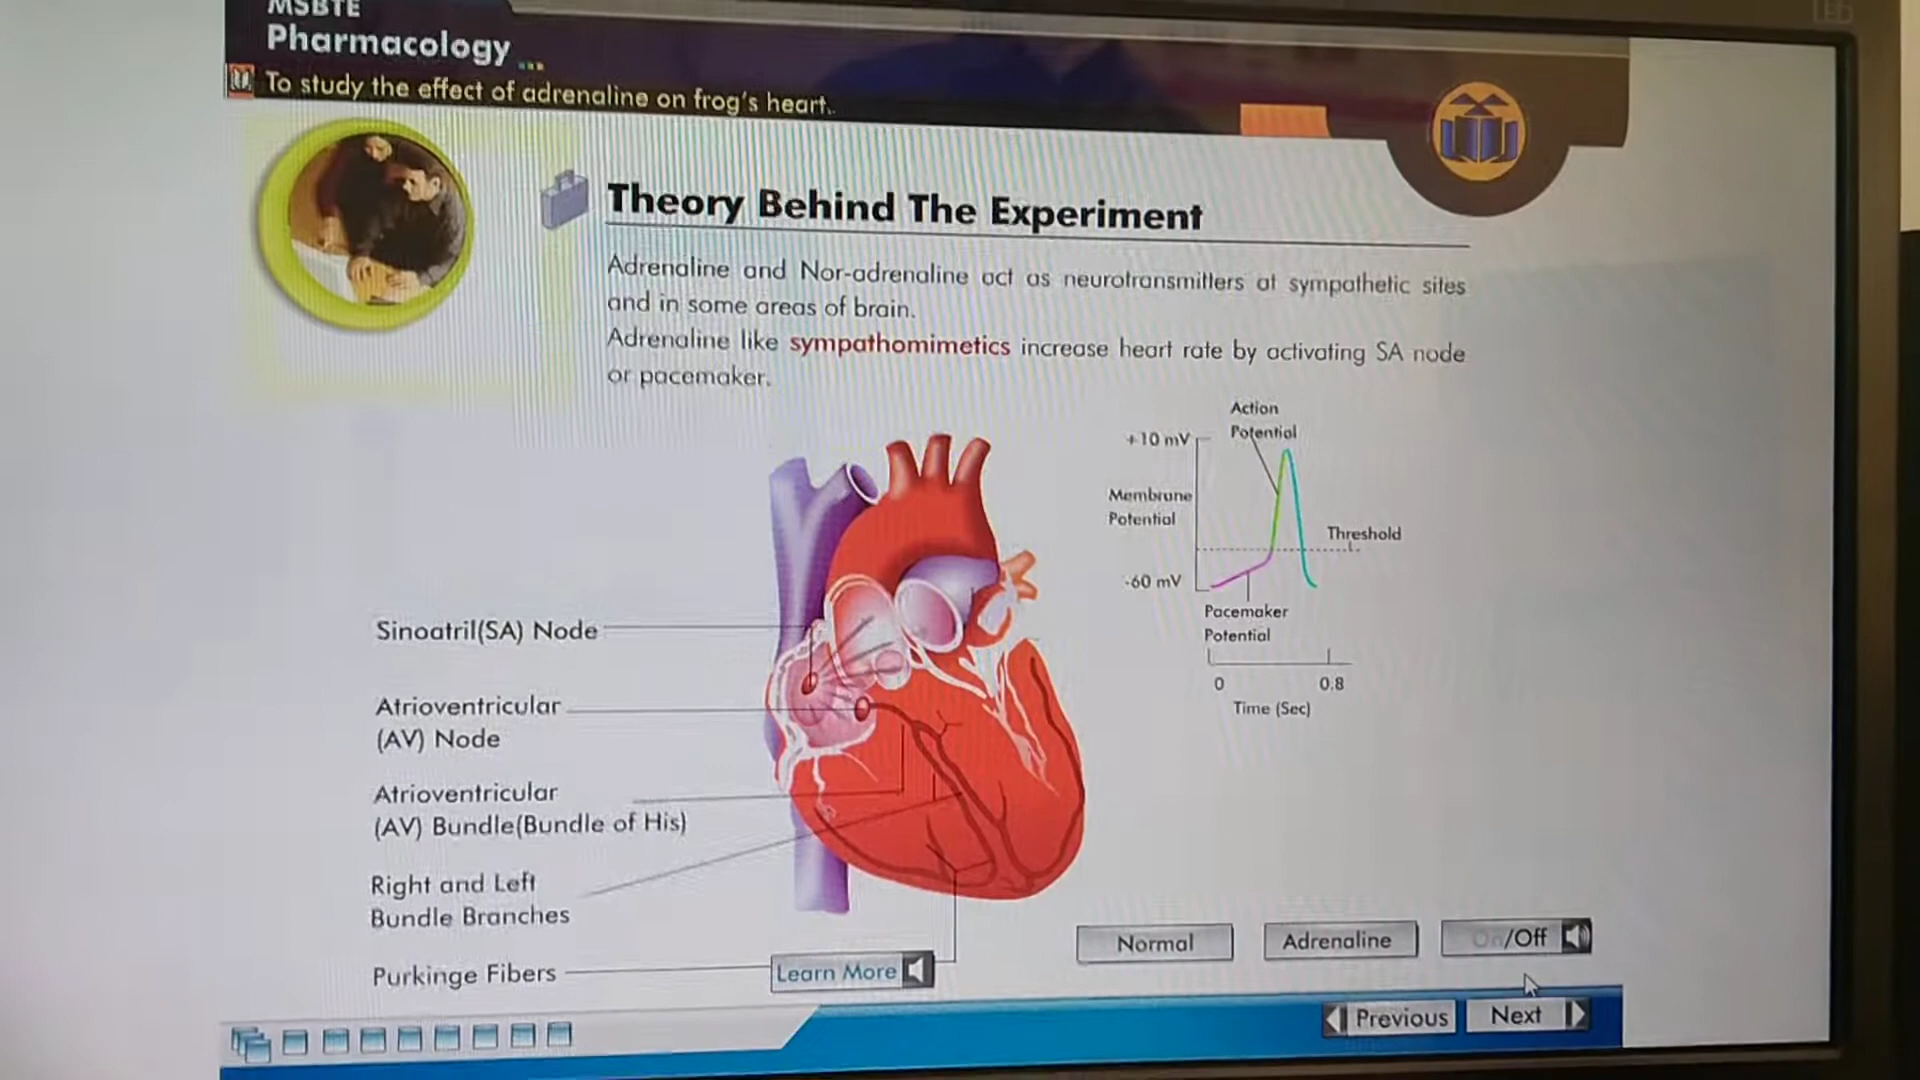 MSBTE
Pharmacology ...
To study the effect of adrenaline on frog's heart.
Theory Behind The Experiment
Adrenaline and Nor-adrenaline act as neurotransmitters at sympathetic sites
and in some areas of brain.
Adrenaline like sympathomimetics increase heart rate by activating SA node
or pacemaker.
Action
Potential
+10 mV
Membrane
Potential
Threshold
-60 mV
Pacemaker
Potential
0 0.8
Time (Sec)
Sinoatril(SA) Node
Atrioventricular
(AV) Node
Atrioventricular
(AV) Bundle(Bundle of His)
Right and Left
Bundle Branches
Purkinge Fibers
Learn More
Normal
Adrenaline
On/Off
Previous
Next